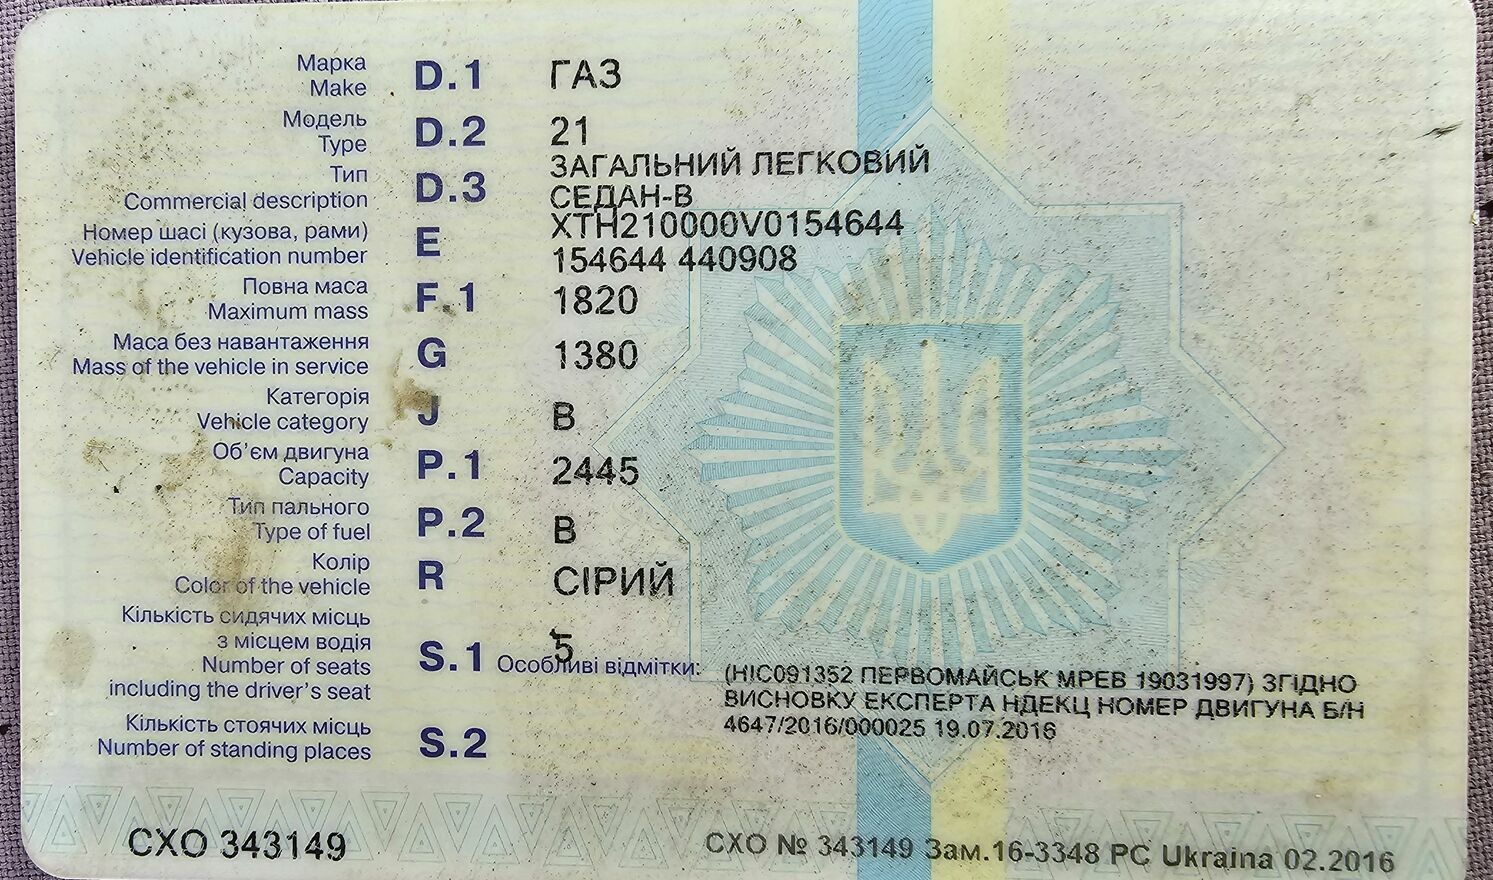 Марка D.1 ГАЗ
Make
Модель D.2 21
Type
Тип D.3 ЗАГАЛЬНИЙ ЛЕГКОВИЙ
Commercial description СЕДАН-В
Номер шасі (кузова, рами) E XTH210000V0154644
Vehicle identification number 154644 440908
Повна маса F.1 1820
Maximum mass
Маса без навантаження G 1380
Mass of the vehicle in service
Категорія J B
Vehicle category
Об'єм двигуна P.1 2445
Capacity
Тип пального P.2 B
Type of fuel
Колір R СІРИЙ
Color of the vehicle
Кількість сидячих місць
з місцем водія S.1 5
Number of seats
including the driver's seat
Особливі відмітки: (НІС091352 ПЕРВОМАЙСЬК МРЕВ 19031997) ЗГІДНО
ВИСНОВКУ ЕКСПЕРТА НДЕКЦ НОМЕР ДВИГУНА Б/Н
4647/2016/000025 19.07.2016
Кількість стоячих місць S.2
Number of standing places
СХО 343149
СХО № 343149 Зам.16-3348 РС Ukraina 02.2016